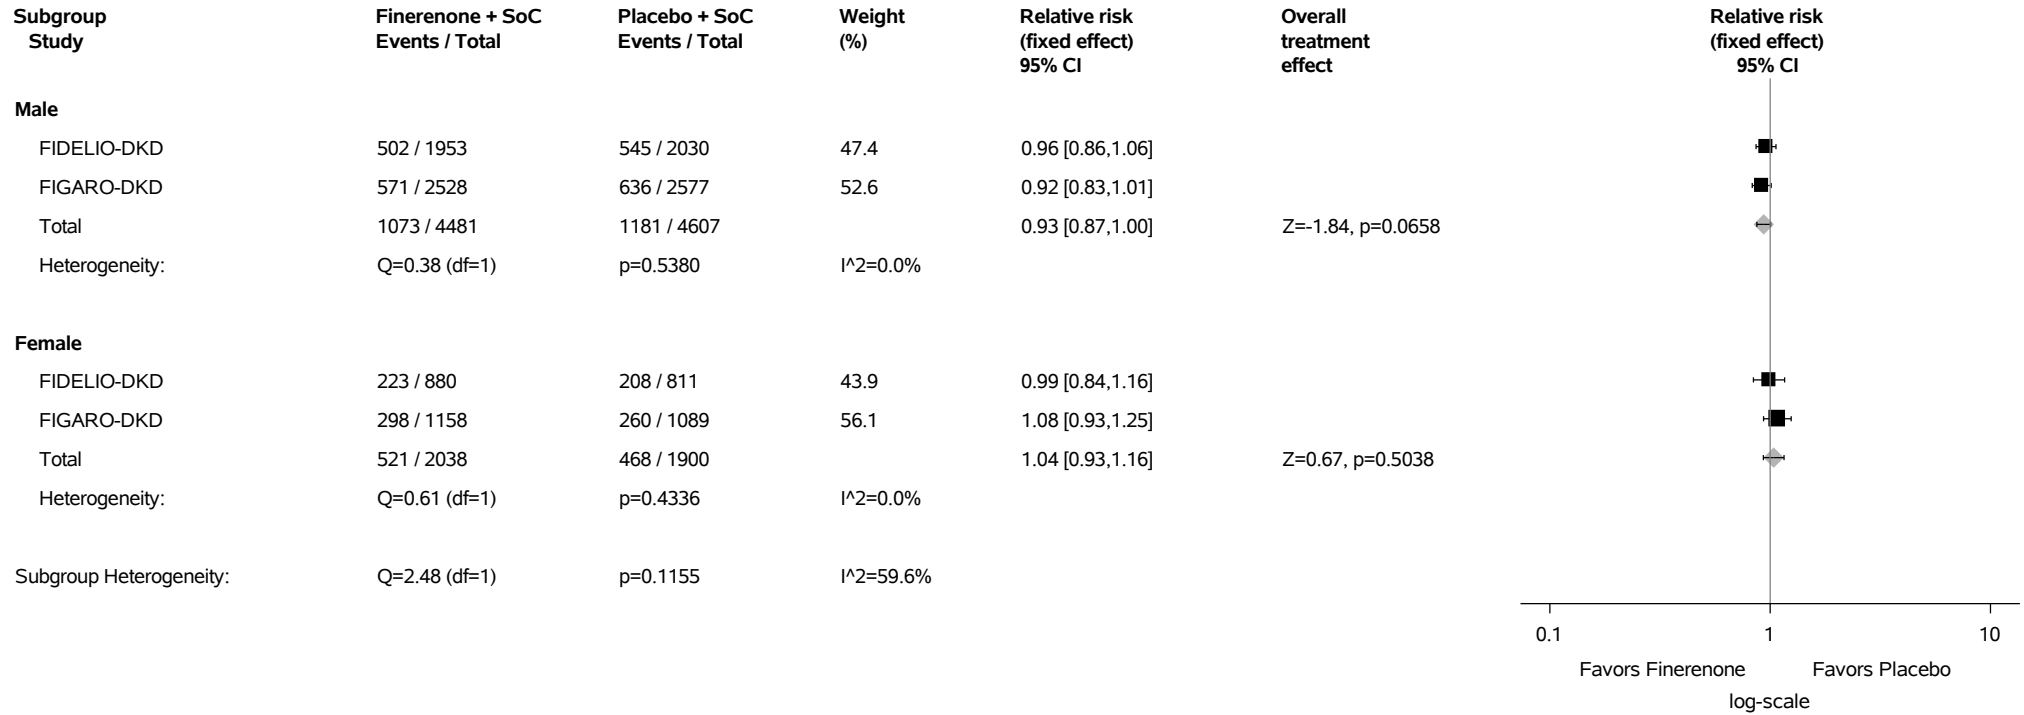 Subgroup Finerenone + SoC Placebo + SoC Weight Relative risk Overall Relative risk
Study Events / Total Events / Total (%) (fixed effect) treatment (fixed effect)
95% CI effect 95% CI
Male
FIDELIO-DKD 502 / 1953 545 / 2030 47.4 0.96 [0.86,1.06]
FIGARO-DKD 571 / 2528 636 / 2577 52.6 0.92 [0.83,1.01]
Total 1073 / 4481 1181 / 4607 0.93 [0.87,1.00] Z=-1.84, p=0.0658
Heterogeneity: Q=0.38 (df=1) p=0.5380 I^2=0.0%
Female
FIDELIO-DKD 223 / 880 208 / 811 43.9 0.99 [0.84,1.16]
FIGARO-DKD 298 / 1158 260 / 1089 56.1 1.08 [0.93,1.25]
Total 521 / 2038 468 / 1900 1.04 [0.93,1.16] Z=0.67, p=0.5038
Heterogeneity: Q=0.61 (df=1) p=0.4336 I^2=0.0%
Subgroup Heterogeneity: Q=2.48 (df=1) p=0.1155 I^2=59.6%
0.1 1 10
Favors Finerenone Favors Placebo
log-scale